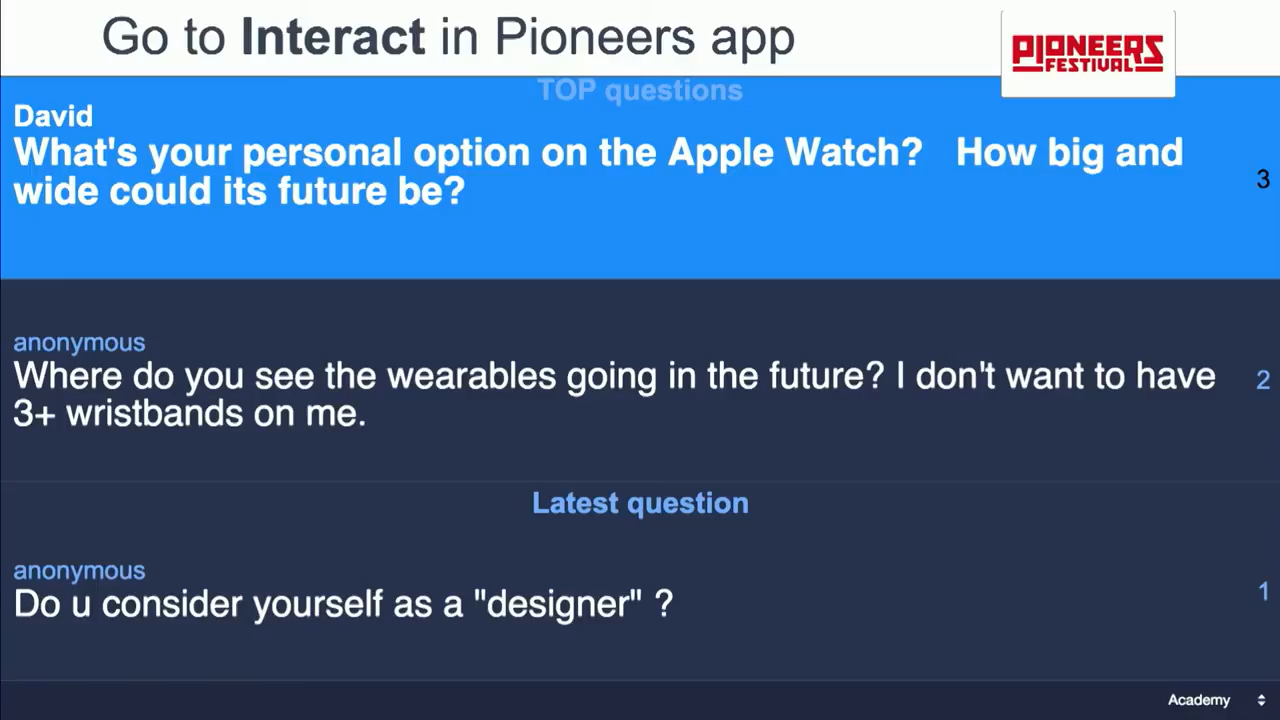 Go to Interact in Pioneers app
PIONEERS
FESTIVAL
TOP questions
David
What's your personal option on the Apple Watch? How big and
wide could its future be?
3
anonymous
Where do you see the wearables going in the future? I don't want to have
3+ wristbands on me.
2
Latest question
anonymous
Do u consider yourself as a "designer" ?
1
Academy